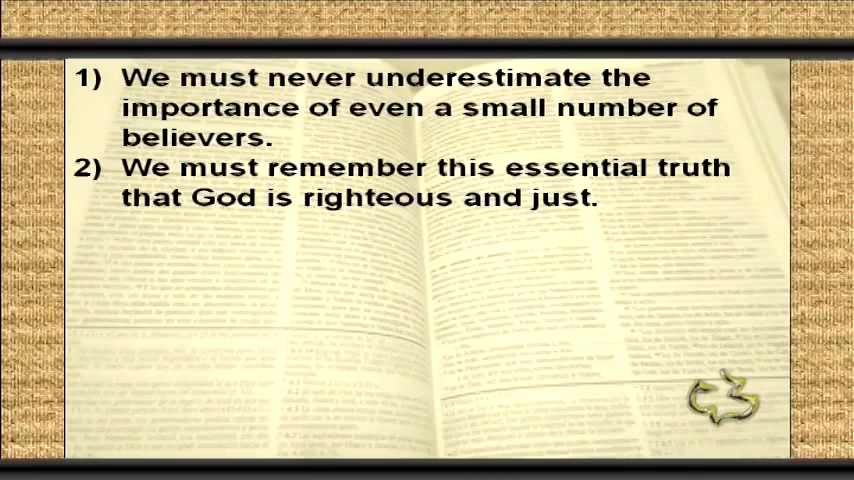 1) We must never underestimate the
importance of even a small number of
believers.
2) We must remember this essential truth
that God is righteous and just.